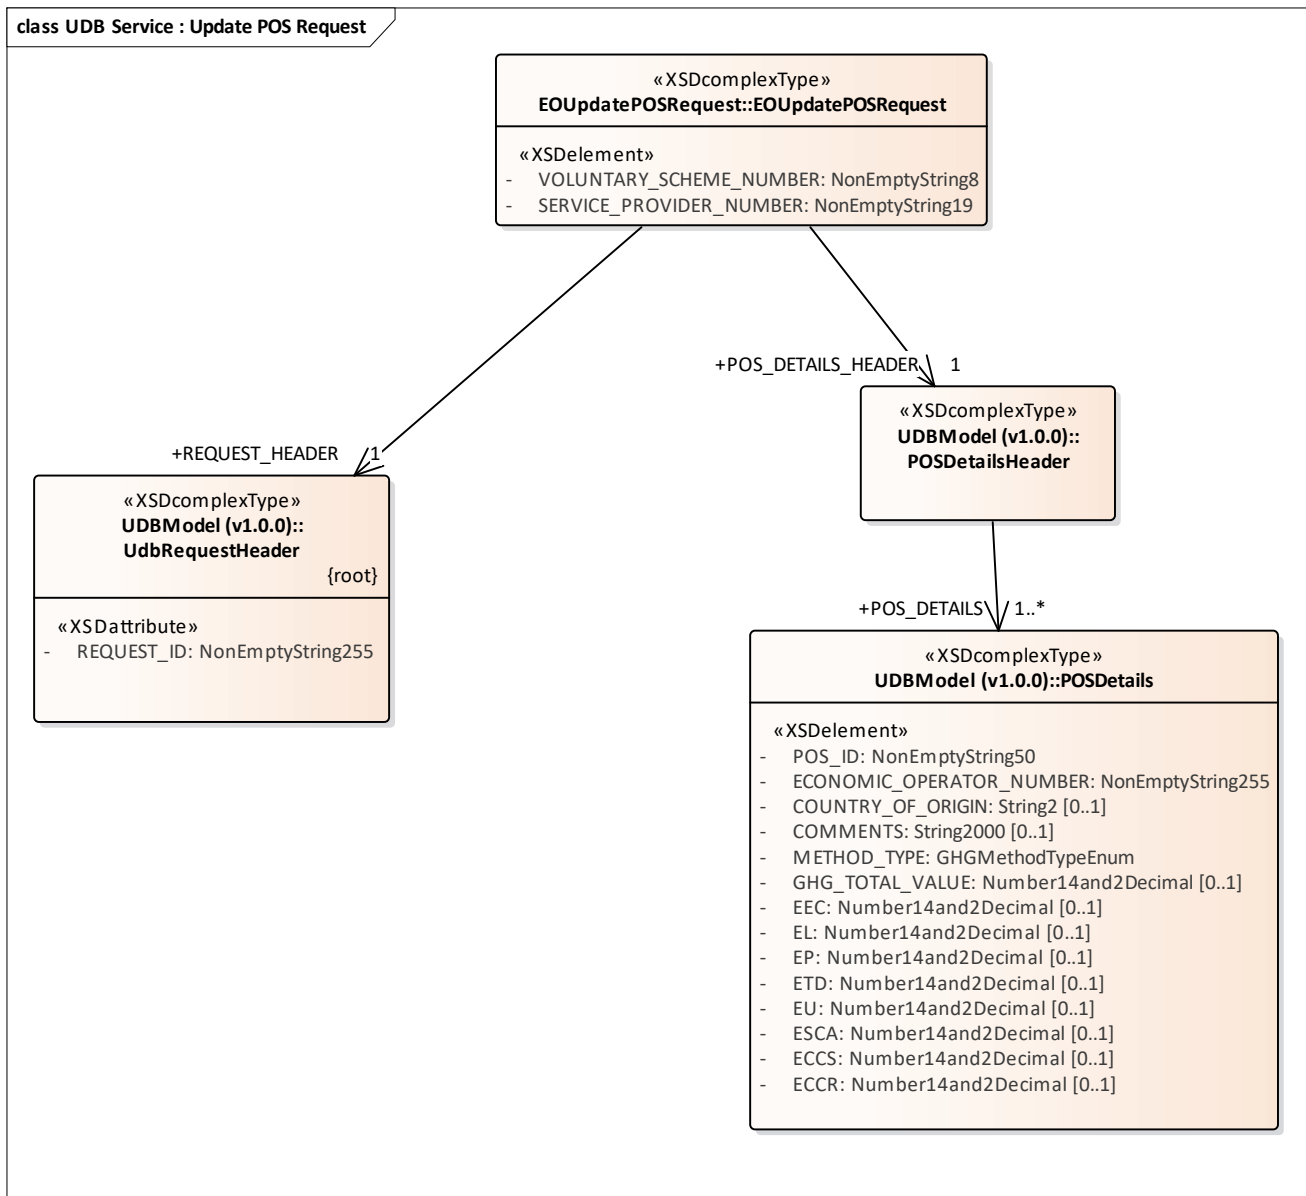 class UDB Service : Update POS Request
«XSDcomplexType»
EOUpdatePOSRequest::EOUpdatePOSRequest
«XSDelement»
- VOLUNTARY_SCHEME_NUMBER: NonEmptyString8
- SERVICE_PROVIDER_NUMBER: NonEmptyString19
+POS_DETAILS_HEADER 1
«XSDcomplexType»
UDBModel (v1.0.0)::
POSDetailsHeader
+REQUEST_HEADER 1
«XSDcomplexType»
UDBModel (v1.0.0)::
UdbRequestHeader
{root}
«XSDattribute»
- REQUEST_ID: NonEmptyString255
+POS_DETAILS 1..*
«XSDcomplexType»
UDBModel (v1.0.0)::POSDetails
«XSDelement»
- POS_ID: NonEmptyString50
- ECONOMIC_OPERATOR_NUMBER: NonEmptyString255
- COUNTRY_OF_ORIGIN: String2 [0..1]
- COMMENTS: String2000 [0..1]
- METHOD_TYPE: GHGMethodTypeEnum
- GHG_TOTAL_VALUE: Number14and2Decimal [0..1]
- EEC: Number14and2Decimal [0..1]
- EL: Number14and2Decimal [0..1]
- EP: Number14and2Decimal [0..1]
- ETD: Number14and2Decimal [0..1]
- EU: Number14and2Decimal [0..1]
- ESCA: Number14and2Decimal [0..1]
- ECCS: Number14and2Decimal [0..1]
- ECCR: Number14and2Decimal [0..1]